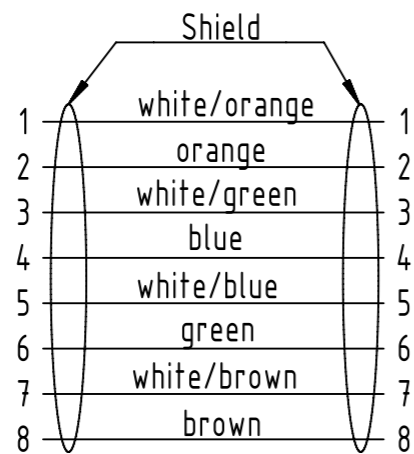 Shield
1 white/orange 1
2 orange 2
3 white/green 3
4 blue 4
5 white/blue 5
6 green 6
7 white/brown 7
8 brown 8